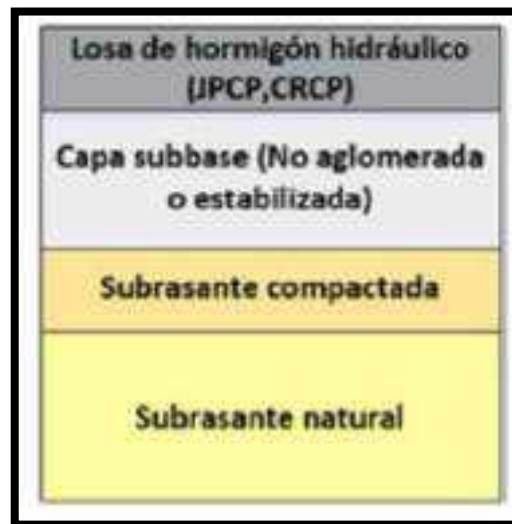 Losa de hormigón hidráulico
(JPCP,CRCP)
Capa subbase (No aglomerada
o estabilizada)
Subrasante compactada
Subrasante natural